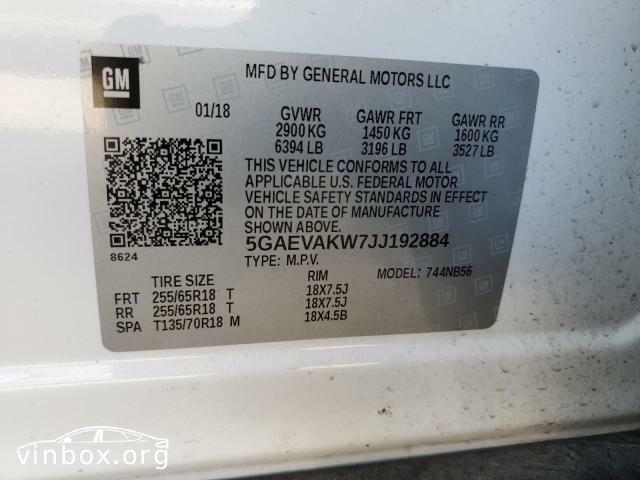 GM
MFD BY GENERAL MOTORS LLC
01/18 GVWR GAWR FRT GAWR RR
2900 KG 1450 KG 1600 KG
6394 LB 3196 LB 3527 LB
THIS VEHICLE CONFORMS TO ALL
APPLICABLE U.S. FEDERAL MOTOR
VEHICLE SAFETY STANDARDS IN EFFECT
ON THE DATE OF MANUFACTURE
SHOWN ABOVE.
5GAEVAKW7JJ192884
8624
TYPE: M.P.V. MODEL: 744NB56
TIRE SIZE RIM
FRT 255/65R18 T 18X7.5J
RR 255/65R18 T 18X7.5J
SPA T135/70R18 M 18X4.5B
vinbox.org